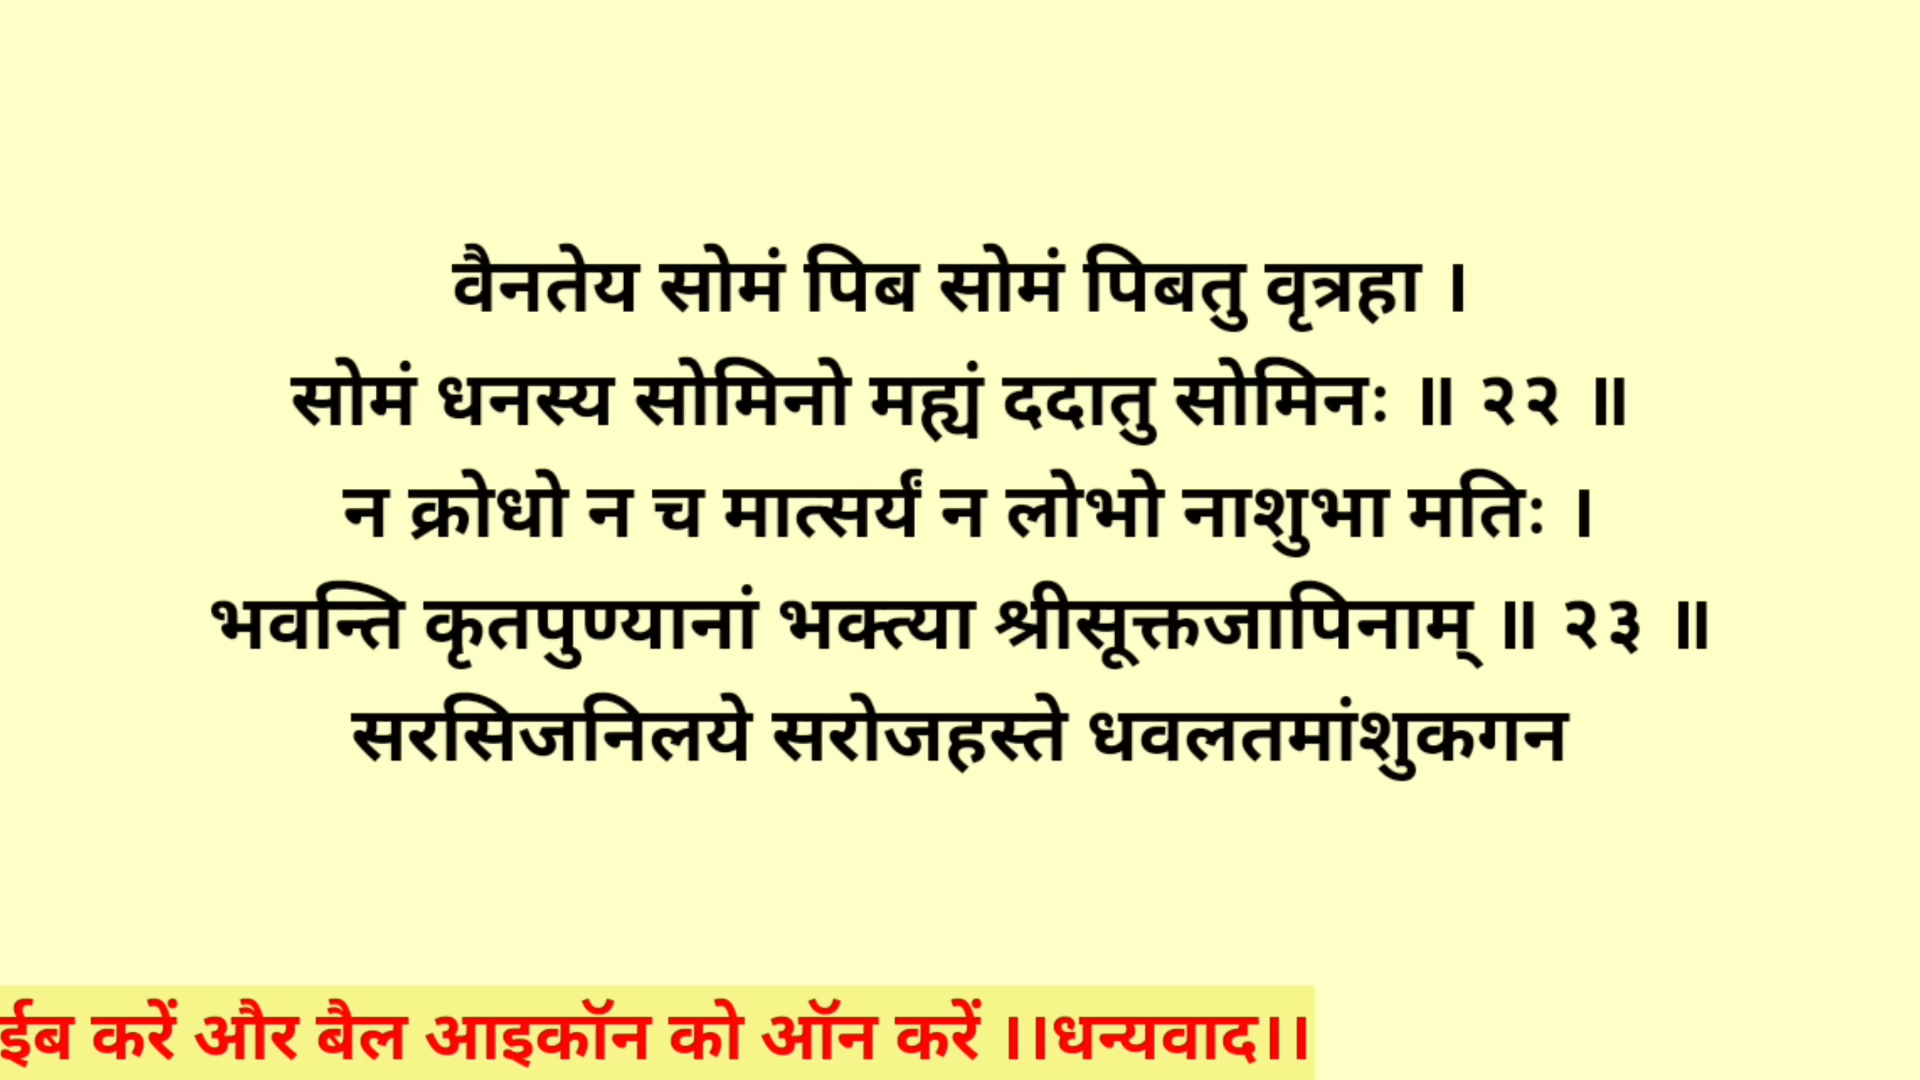 वैनतेय सोमं पिब सोमं पिबतु वृत्रहा ।
सोमं धनस्य सोमिनो मह्यं ददातु सोमिनः ॥ २२ ॥
न क्रोधो न च मात्सर्यं न लोभो नाशुभा मतिः ।
भवन्ति कृतपुण्यानां भक्त्या श्रीसूक्तजापिनाम् ॥ २३ ॥
सरसिजनिलये सरोजहस्ते धवलतमांशुकगन
ईब करें और बैल आइकॉन को ऑन करें ।।धन्यवाद।।